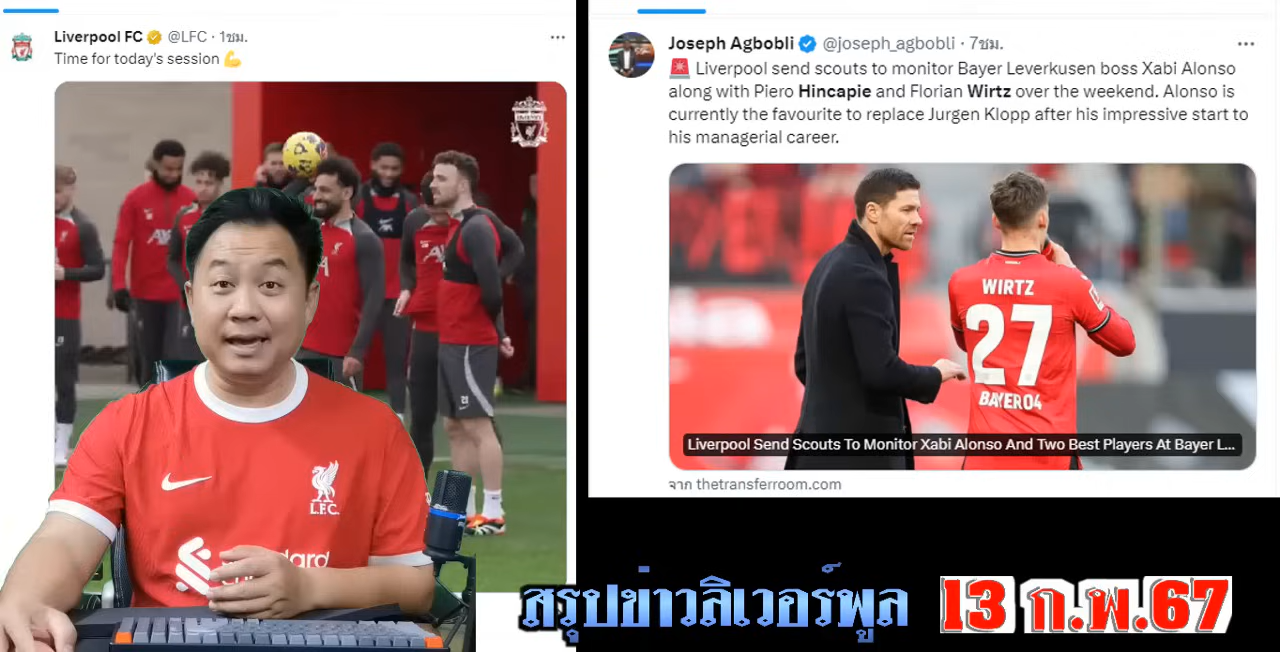 Liverpool FC @LFC · 1ชม.
Time for today's session 💪
L.F.C.
Joseph Agbobli @joseph_agbobli · 7ชม.
🚨 Liverpool send scouts to monitor Bayer Leverkusen boss Xabi Alonso
along with Piero Hincapie and Florian Wirtz over the weekend. Alonso is
currently the favourite to replace Jurgen Klopp after his impressive start to
his managerial career.
WIRTZ
27
BAYER04
Liverpool Send Scouts To Monitor Xabi Alonso And Two Best Players At Bayer L...
จาก thetransferroom.com
สรุปข่าวลิเวอร์พูล 13 ก.พ.67